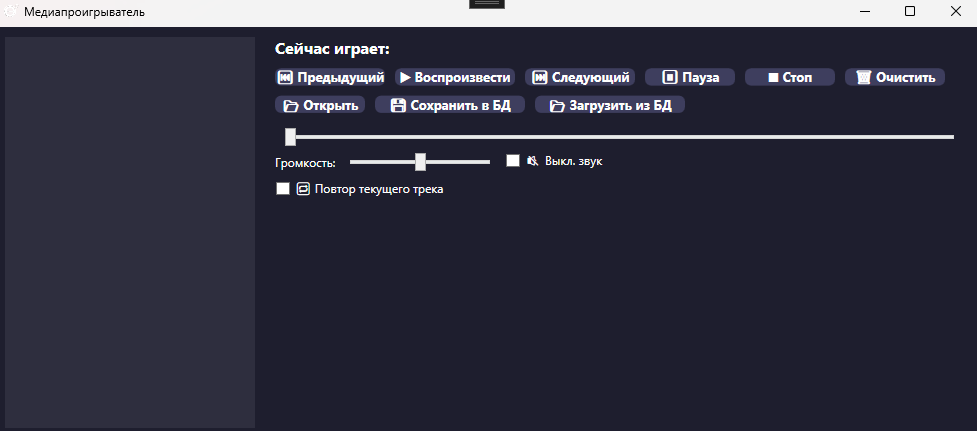 Медиапроигрыватель
Сейчас играет:
⏮ Предыдущий ▶ Воспроизвести ⏭ Следующий ⏹ Пауза ■ Стоп 🗑 Очистить
Открыть Сохранить в БД Загрузить из БД
Громкость: Выкл. звук
Повтор текущего трека